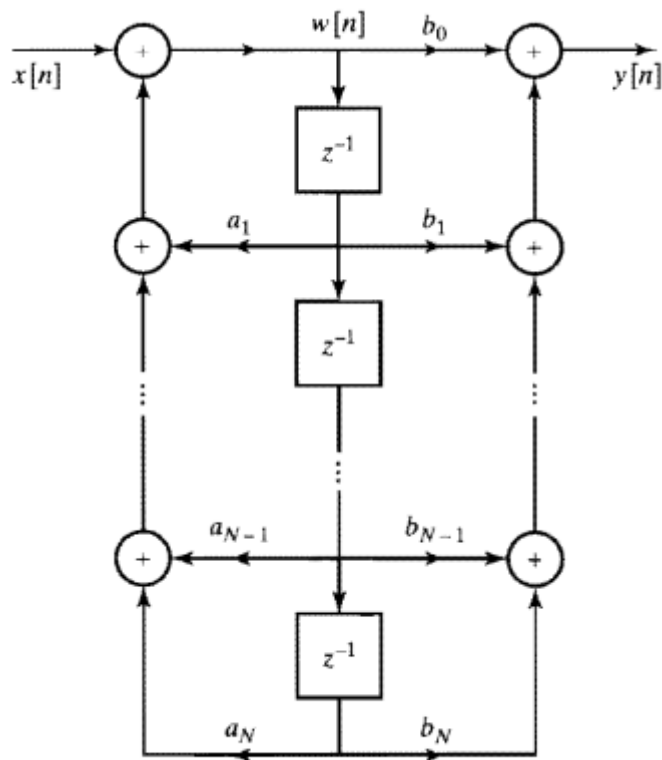 + w[n] b₀ +
x[n] y[n]
z⁻¹
+ a₁ b₁ +
z⁻¹
⋮ ⋮
⋮
+ a_{N-1} b_{N-1} +
z⁻¹
a_N b_N